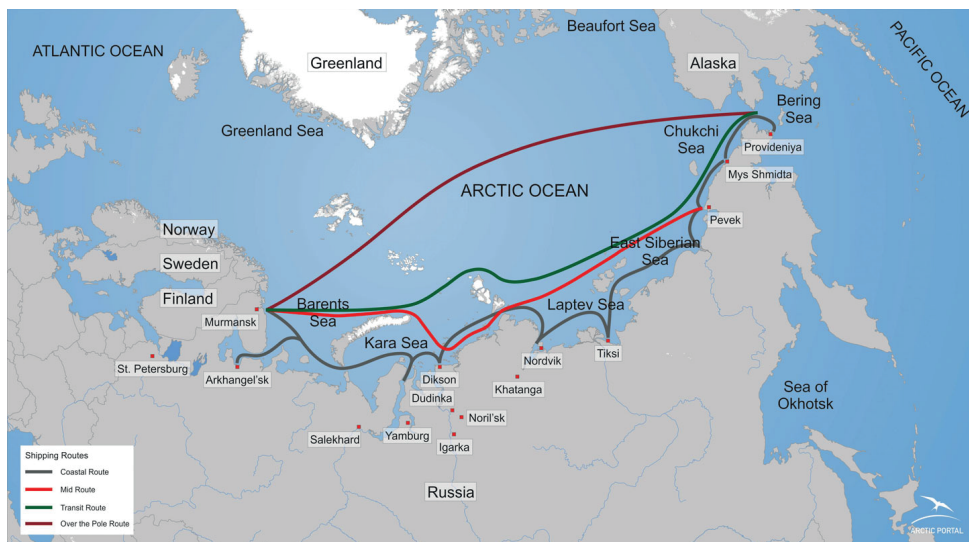 Beaufort Sea
ATLANTIC OCEAN
Greenland
Alaska
PACIFIC OCEAN
Bering
Sea
Greenland Sea
Chukchi
Sea
Provideniya
Mys Shmidta
ARCTIC OCEAN
Norway
Pevek
East Siberian
Sea
Sweden
Finland
Barents
Sea
Laptev Sea
Murmansk
Kara Sea
St. Petersburg
Arkhangel'sk
Dikson
Nordvik
Tiksi
Khatanga
Sea of
Okhotsk
Dudinka
Noril'sk
Salekhard
Yamburg
Igarka
Russia
Shipping Routes
Coastal Route
Mid Route
Transit Route
Over the Pole Route
ARCTIC PORTAL